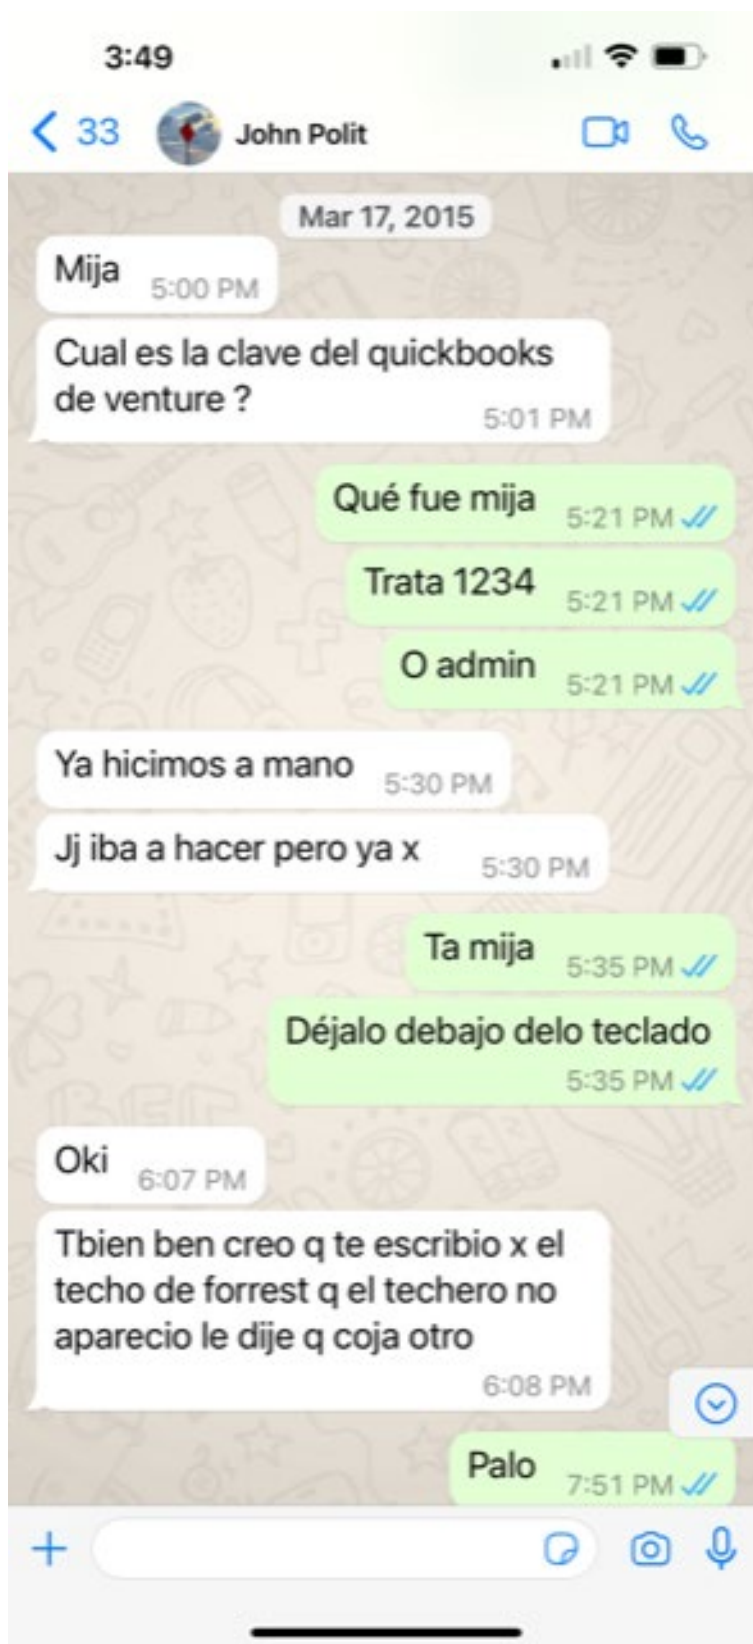 3:49
33 John Polit
Mar 17, 2015
Mija 5:00 PM
Cual es la clave del quickbooks
de venture ?
5:01 PM
Qué fue mija 5:21 PM
Trata 1234 5:21 PM
O admin 5:21 PM
Ya hicimos a mano 5:30 PM
Jj iba a hacer pero ya x 5:30 PM
Ta mija 5:35 PM
Déjalo debajo delo teclado
5:35 PM
Oki 6:07 PM
Tbien ben creo q te escribio x el
techo de forrest q el techero no
aparecio le dije q coja otro
6:08 PM
Palo 7:51 PM